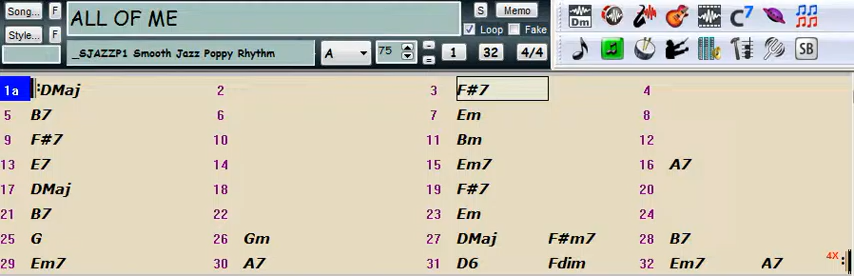 Song... F ALL OF ME S Memo
Loop Fake
Style... F _SJAZZP1 Smooth Jazz Poppy Rhythm A 75 - = 1 32 4/4
Dm C7 SB
1a DMaj 2 3 F#7 4
5 B7 6 7 Em 8
9 F#7 10 11 Bm 12
13 E7 14 15 Em7 16 A7
17 DMaj 18 19 F#7 20
21 B7 22 23 Em 24
25 G 26 Gm 27 DMaj F#m7 28 B7
29 Em7 30 A7 31 D6 Fdim 32 Em7 A7 4X